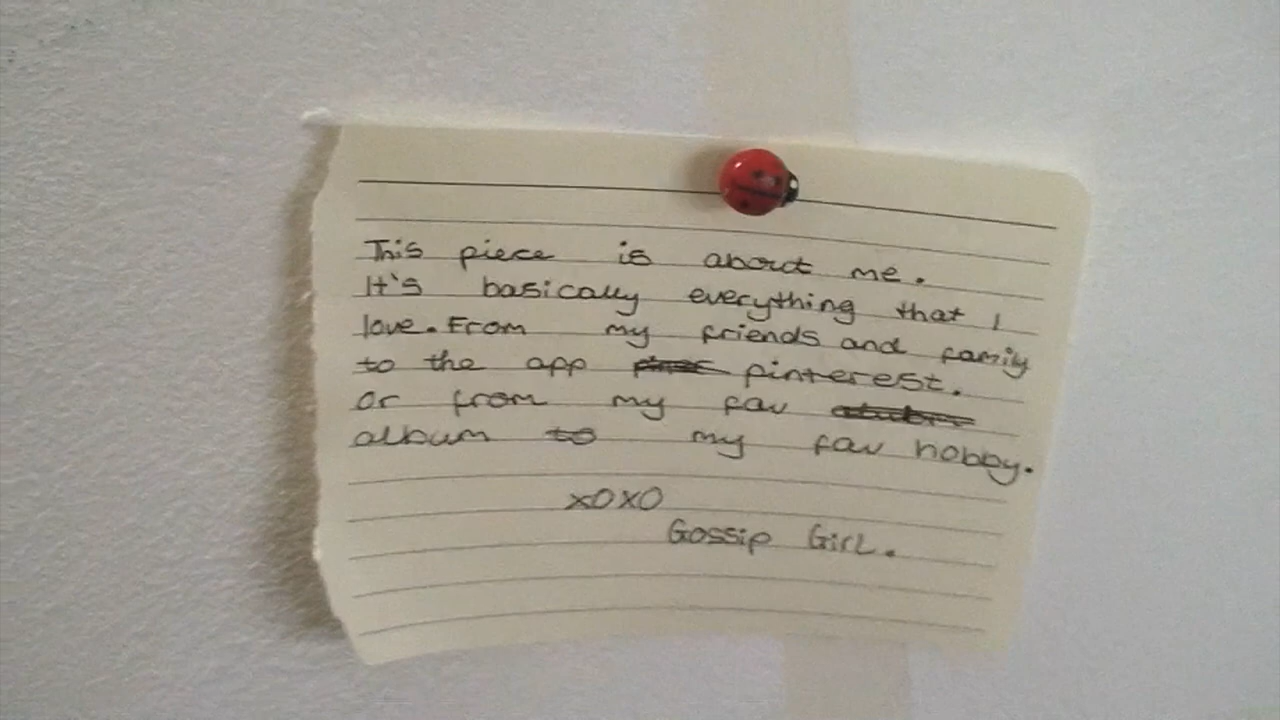 This piece is about me.
It's basically everything that I
love. From my friends and family
to the app pinterest.
or from my fav
album to my fav hobby.
xoxo
Gossip Girl.